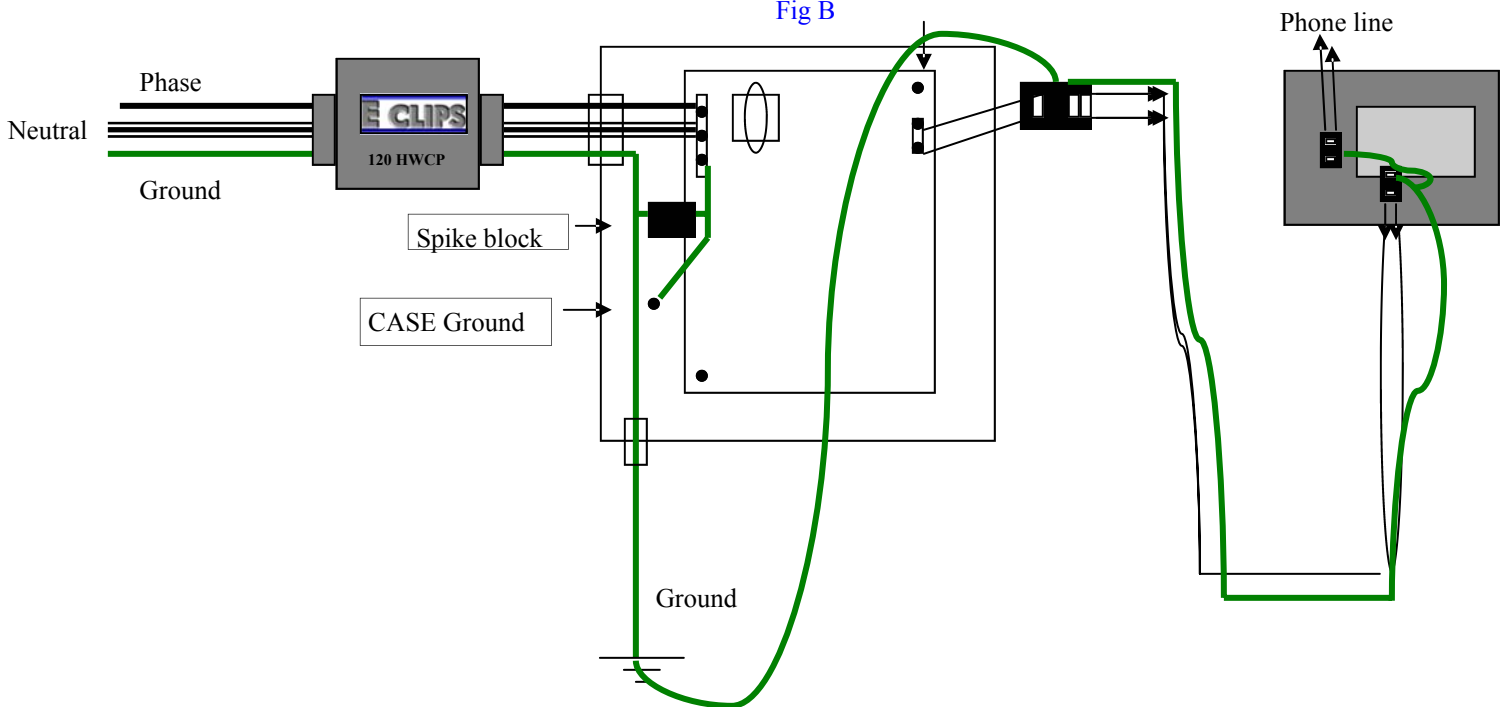 Fig B
Phone line
Phase
E CLIPS
Neutral
120 HWCP
Ground
Spike block
CASE Ground
Ground